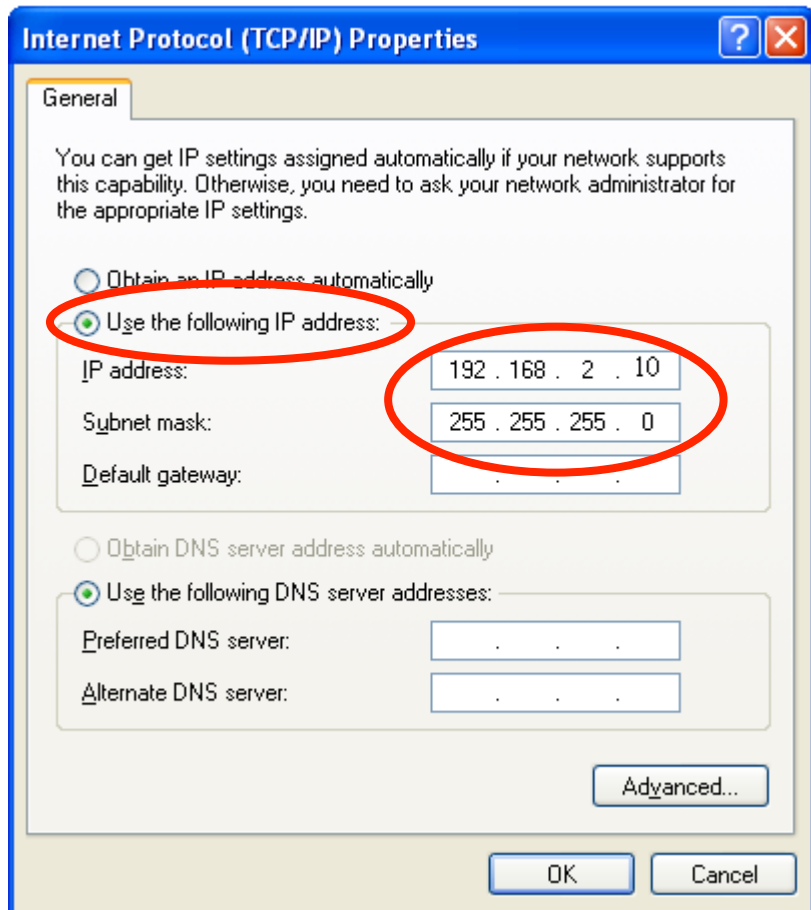 Internet Protocol (TCP/IP) Properties
General
You can get IP settings assigned automatically if your network supports
this capability. Otherwise, you need to ask your network administrator for
the appropriate IP settings.
Obtain an IP address automatically
Use the following IP address:
IP address: 192 . 168 . 2 . 10
Subnet mask: 255 . 255 . 255 . 0
Default gateway: . . .
Obtain DNS server address automatically
Use the following DNS server addresses:
Preferred DNS server: . . .
Alternate DNS server: . . .
Advanced...
OK Cancel